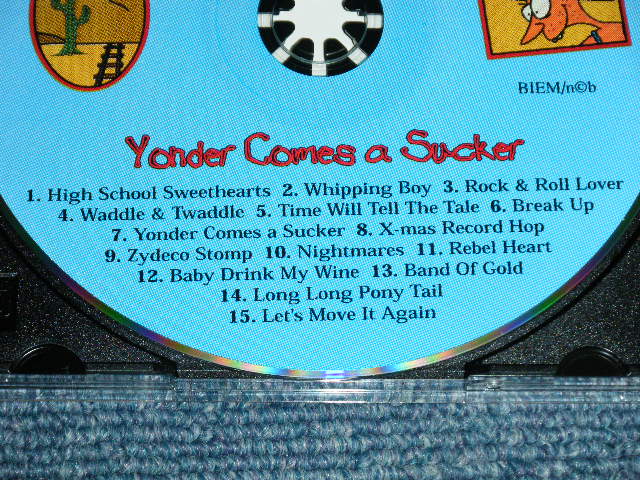 BIEM/n©b
Yonder Comes a Sucker
1. High School Sweethearts 2. Whipping Boy 3. Rock & Roll Lover
4. Waddle & Twaddle 5. Time Will Tell The Tale 6. Break Up
7. Yonder Comes a Sucker 8. X-mas Record Hop
9. Zydeco Stomp 10. Nightmares 11. Rebel Heart
12. Baby Drink My Wine 13. Band Of Gold
14. Long Long Pony Tail
15. Let's Move It Again